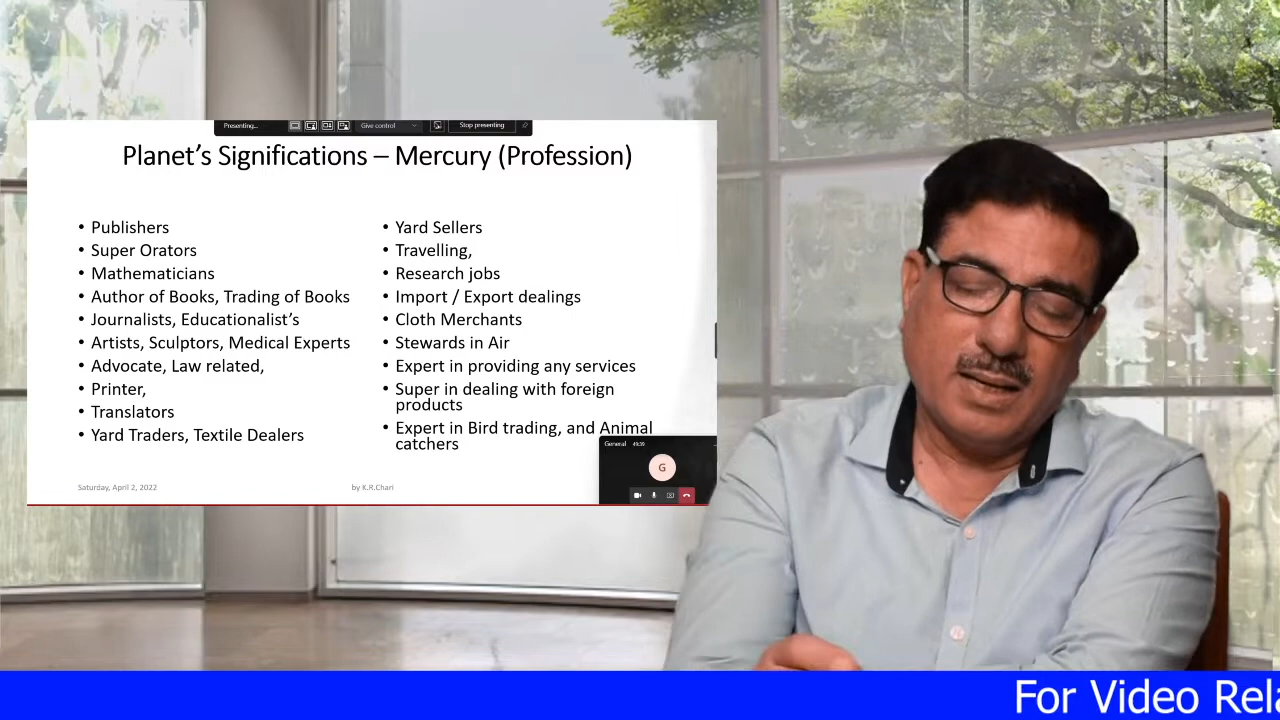 Presenting...
Give control
Stop presenting
Planet’s Significations – Mercury (Profession)
• Publishers
• Super Orators
• Mathematicians
• Author of Books, Trading of Books
• Journalists, Educationalist’s
• Artists, Sculptors, Medical Experts
• Advocate, Law related,
• Printer,
• Translators
• Yard Traders, Textile Dealers
• Yard Sellers
• Travelling,
• Research jobs
• Import / Export dealings
• Cloth Merchants
• Stewards in Air
• Expert in providing any services
• Super in dealing with foreign
products
• Expert in Bird trading, and Animal
catchers
General 49:39
G
Saturday, April 2, 2022
by K.R.Chari
For Video Rela